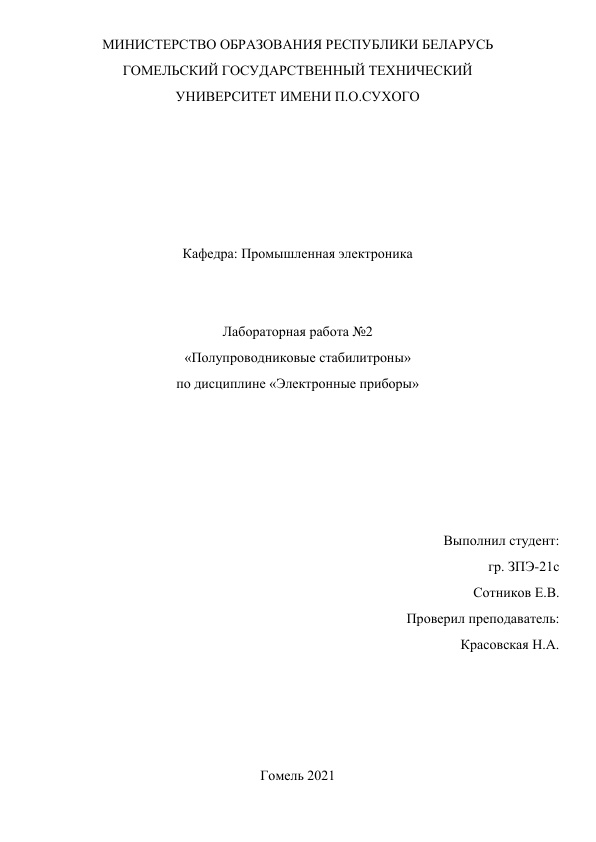 МИНИСТЕРСТВО ОБРАЗОВАНИЯ РЕСПУБЛИКИ БЕЛАРУСЬ
ГОМЕЛЬСКИЙ ГОСУДАРСТВЕННЫЙ ТЕХНИЧЕСКИЙ
УНИВЕРСИТЕТ ИМЕНИ П.О.СУХОГО
Кафедра: Промышленная электроника
Лабораторная работа №2
«Полупроводниковые стабилитроны»
по дисциплине «Электронные приборы»
Выполнил студент:
гр. ЗПЭ-21с
Сотников Е.В.
Проверил преподаватель:
Красовская Н.А.
Гомель 2021